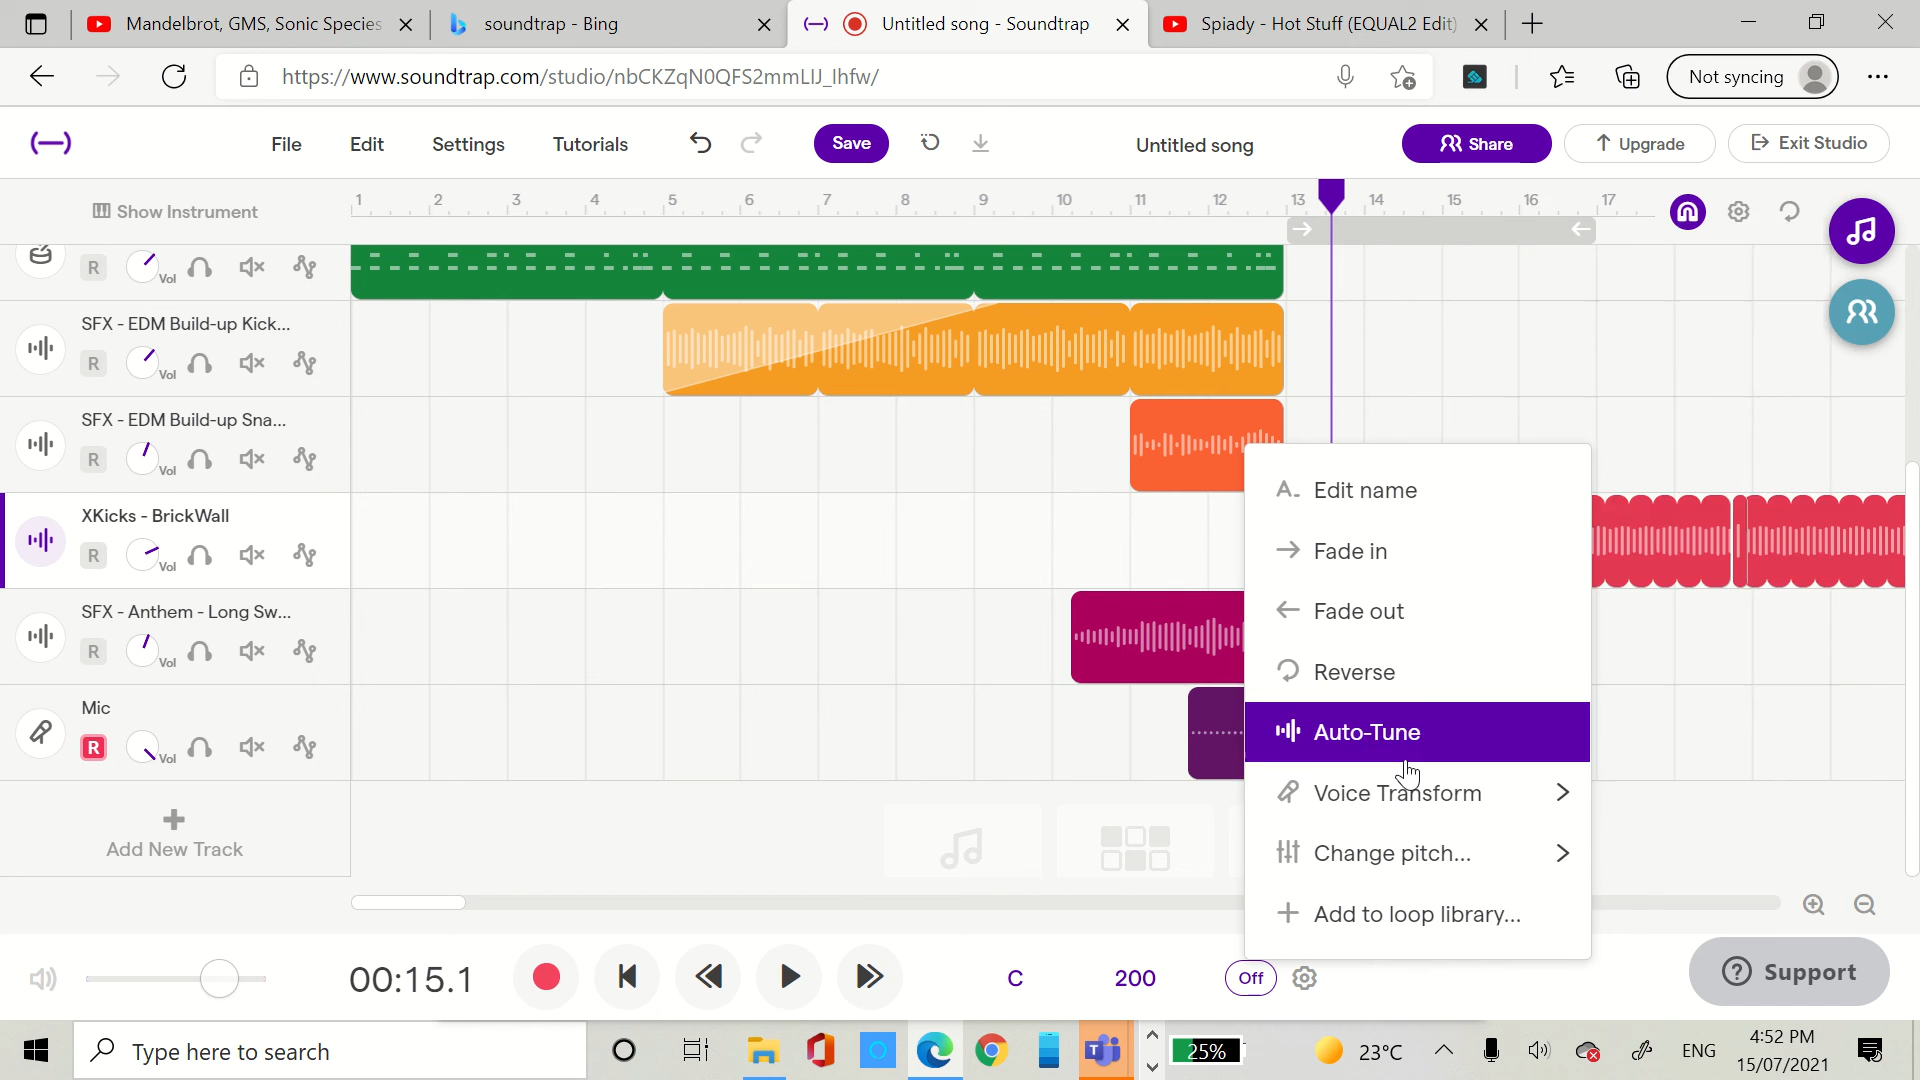 Mandelbrot, GMS, Sonic Species
soundtrap - Bing
Untitled song - Soundtrap
Spiady - Hot Stuff (EQUAL2 Edit)
https://www.soundtrap.com/studio/nbCKZqN0QFS2mmLIJ_lhfw/
Not syncing
File
Edit
Settings
Tutorials
Save
Untitled song
Share
Upgrade
Exit Studio
Show Instrument
1 2 3 4 5 6 7 8 9 10 11 12 13 14 15 16 17
R Vol
SFX - EDM Build-up Kick...
R Vol
SFX - EDM Build-up Sna...
R Vol
XKicks - BrickWall
R Vol
SFX - Anthem - Long Sw...
R Vol
Mic
R Vol
Add New Track
A Edit name
Fade in
Fade out
Reverse
Auto-Tune
Voice Transform
Change pitch...
Add to loop library...
00:15.1
C
200
Off
Support
Type here to search
25%
23°C
ENG
4:52 PM
15/07/2021